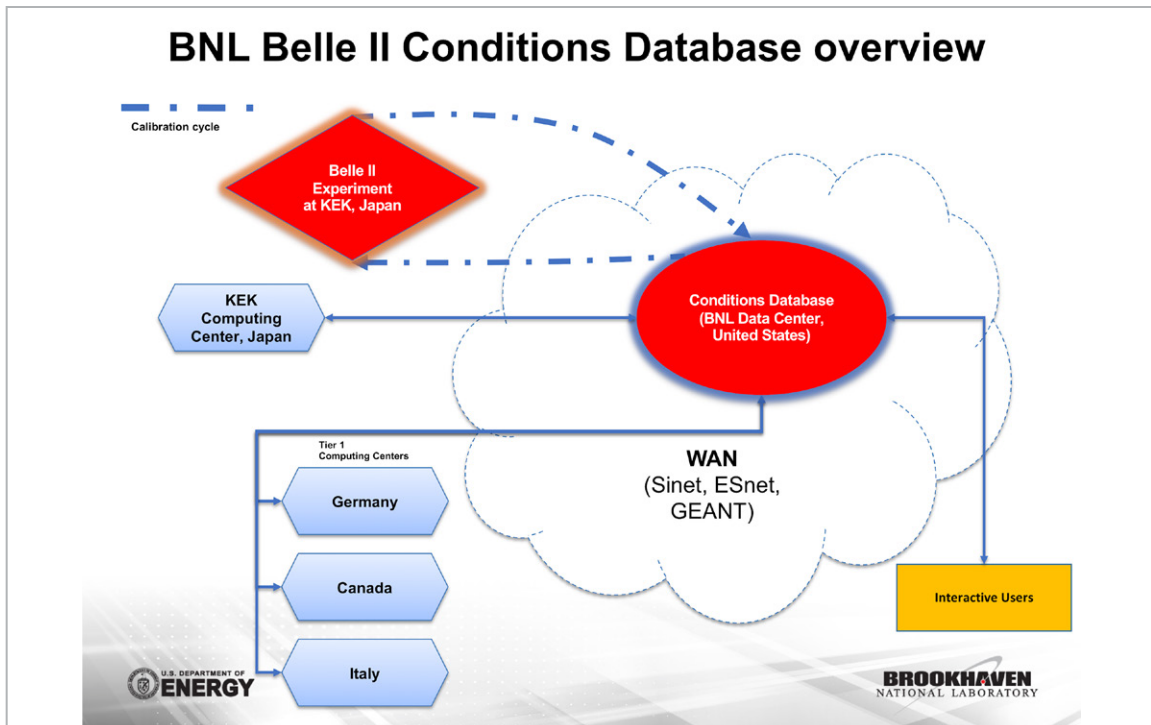 BNL Belle II Conditions Database overview
Calibration cycle
Belle II
Experiment
at KEK, Japan
KEK
Computing
Center, Japan
Conditions Database
(BNL Data Center,
United States)
Tier 1
Computing Centers
Germany
Canada
Italy
WAN
(Sinet, ESnet,
GEANT)
Interactive Users
U.S. DEPARTMENT OF
ENERGY
BROOKHAVEN
NATIONAL LABORATORY